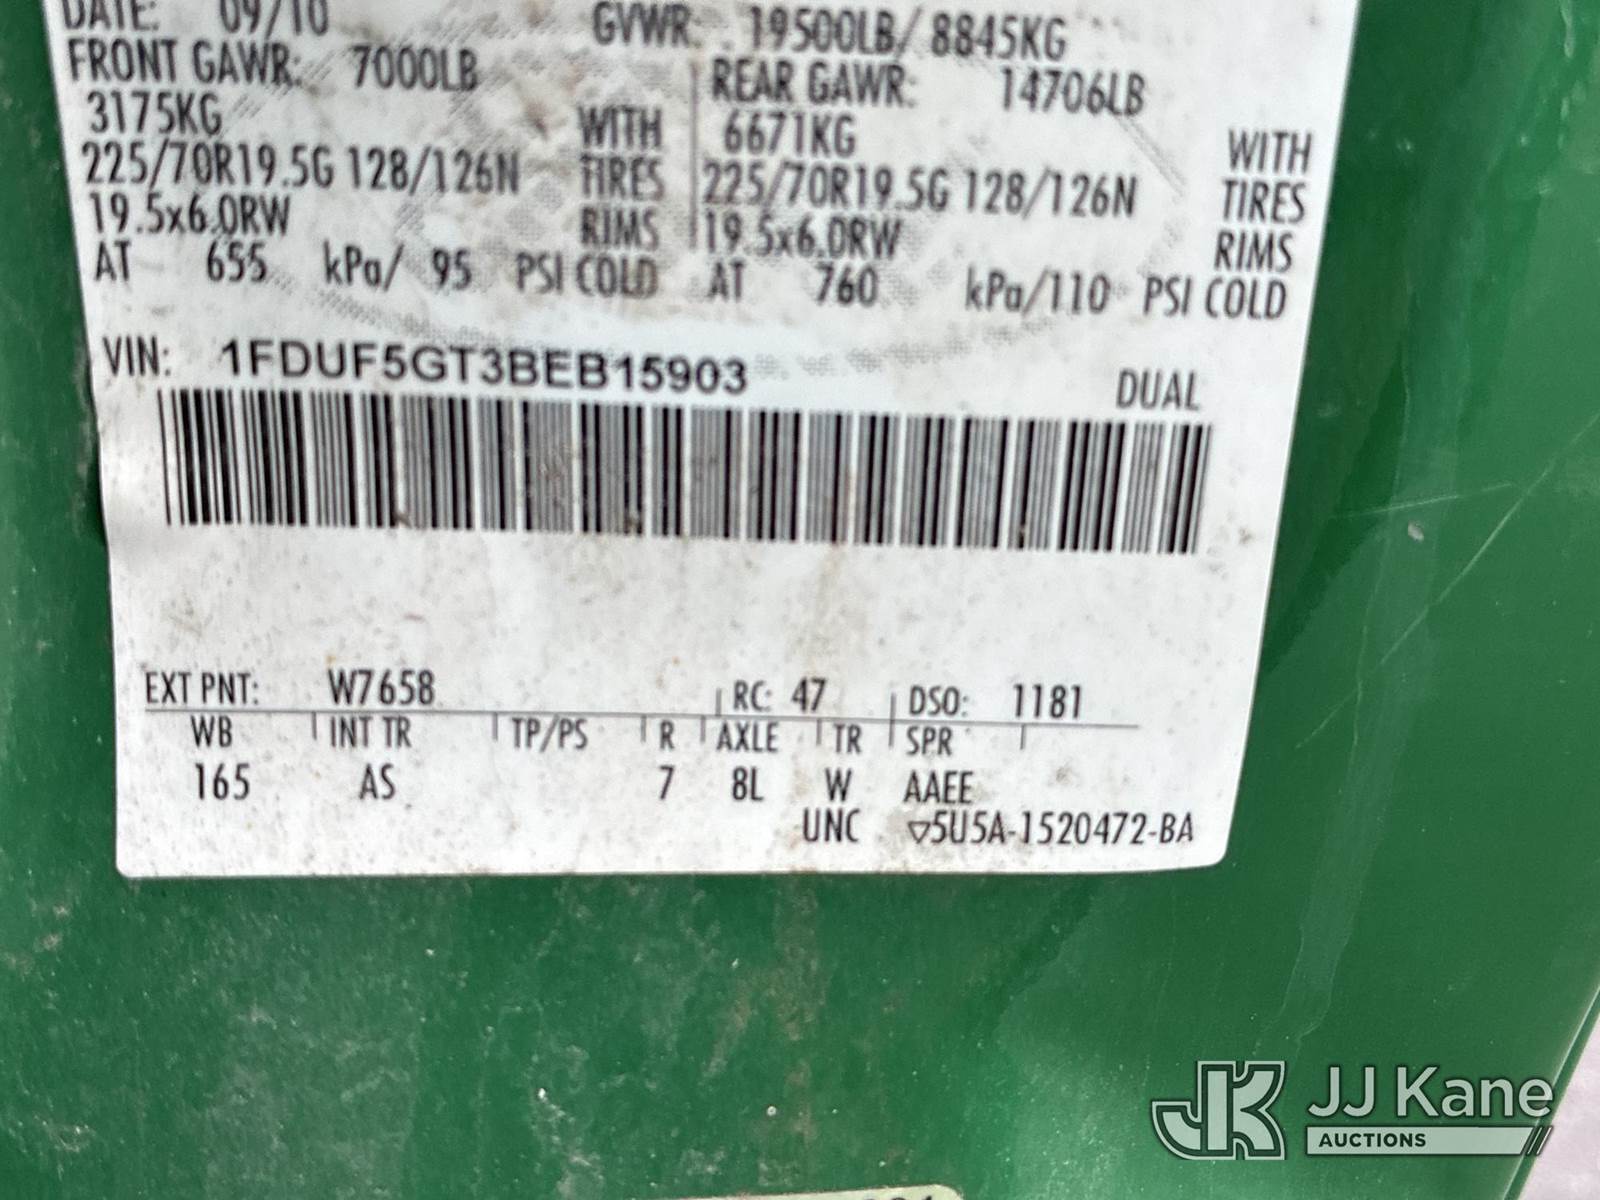 DATE: 09/10 GVWR: 19500LB/ 8845KG
FRONT GAWR: 7000LB REAR GAWR: 14706LB
3175KG WITH 6671KG WITH
225/70R19.5G 128/126N TIRES 225/70R19.5G 128/126N TIRES
19.5x6.0RW RIMS 19.5x6.0RW RIMS
AT 655 kPa/ 95 PSI COLD AT 760 kPa/110 PSI COLD
VIN: 1FDUF5GT3BEB15903
DUAL
EXT PNT: W7658 RC: 47 DSO: 1181
WB INT TR TP/PS R AXLE TR SPR
165 AS 7 8L W AAEE
UNC ▽5U5A-1520472-BA
JK JJ Kane
AUCTIONS